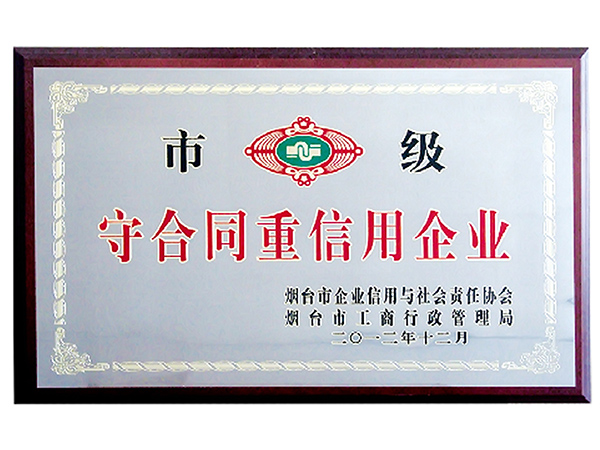 市 级
守合同重信用企业
烟台市企业信用与社会责任协会
烟台市工商行政管理局
二〇一二年十二月